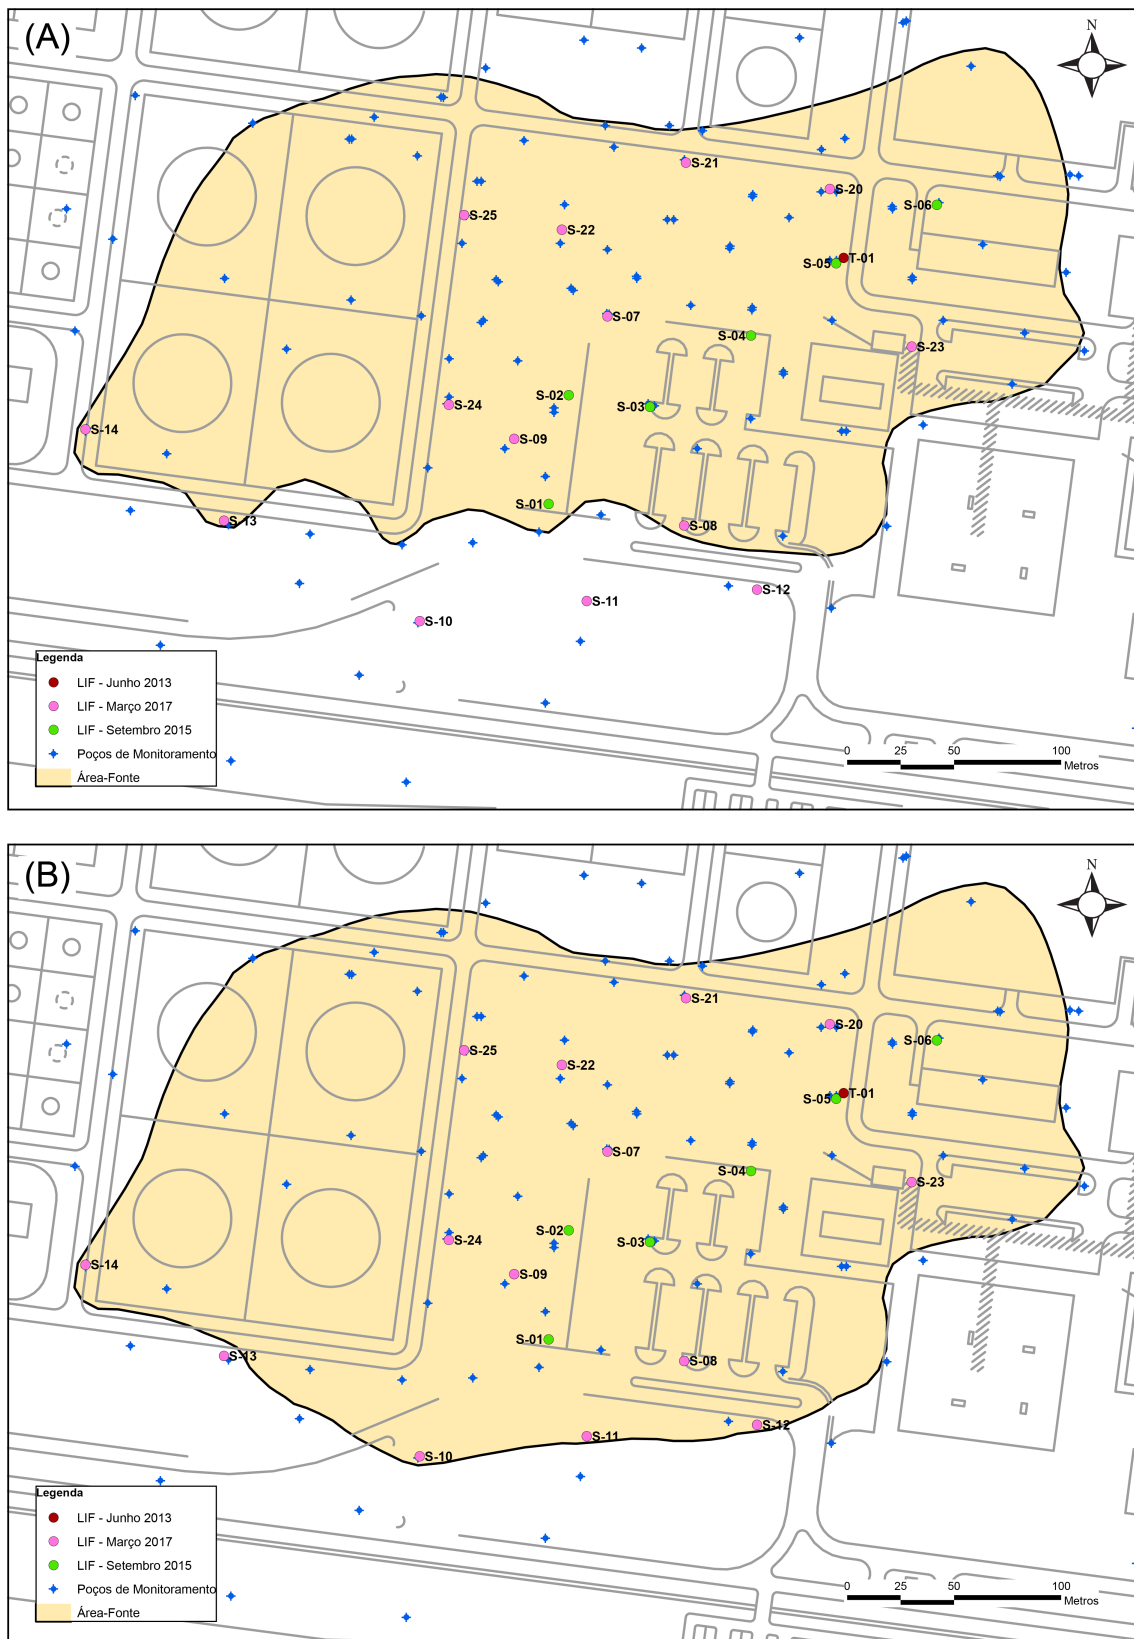 (A)
N
S-21
S-20
S-06
S-25
S-22
T-01
S-05
S-07
S-04
S-23
S-02
S-03
S-24
S-14
S-09
S-01
S-13
S-08
S-12
S-11
S-10
Legenda
LIF - Junho 2013
LIF - Março 2017
LIF - Setembro 2015
Poços de Monitoramento
Área-Fonte
0 25 50 100
Metros
(B)
N
S-21
S-20
S-06
S-25
S-22
T-01
S-05
S-07
S-04
S-23
S-02
S-03
S-24
S-14
S-09
S-01
S-13
S-08
S-12
S-11
S-10
Legenda
LIF - Junho 2013
LIF - Março 2017
LIF - Setembro 2015
Poços de Monitoramento
Área-Fonte
0 25 50 100
Metros